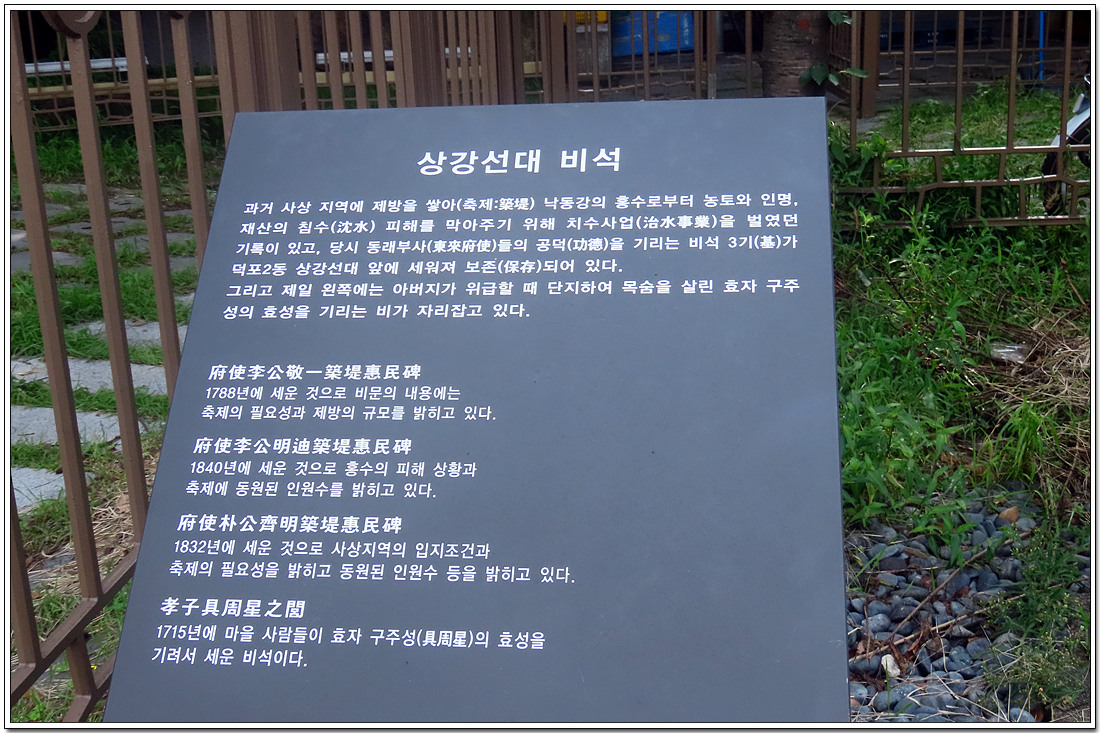 상강선대 비석
과거 사상 지역에 제방을 쌓아(축제:築堤) 낙동강의 홍수로부터 농토와 인명,
재산의 침수(沈水) 피해를 막아주기 위해 치수사업(治水事業)을 벌였던
기록이 있고, 당시 동래부사(東來府使)들의 공덕(功德)을 기리는 비석 3기(基)가
덕포2동 상강선대 앞에 세워져 보존(保存)되어 있다.
그리고 제일 왼쪽에는 아버지가 위급할 때 단지하여 목숨을 살린 효자 구주
성의 효성을 기리는 비가 자리잡고 있다.
府使李公敬一築堤惠民碑
1788년에 세운 것으로 비문의 내용에는
축제의 필요성과 제방의 규모를 밝히고 있다.
府使李公明迪築堤惠民碑
1840년에 세운 것으로 홍수의 피해 상황과
축제에 동원된 인원수를 밝히고 있다.
府使朴公齊明築堤惠民碑
1832년에 세운 것으로 사상지역의 입지조건과
축제의 필요성을 밝히고 동원된 인원수 등을 밝히고 있다.
孝子具周星之閭
1715년에 마을 사람들이 효자 구주성(具周星)의 효성을
기려서 세운 비석이다.